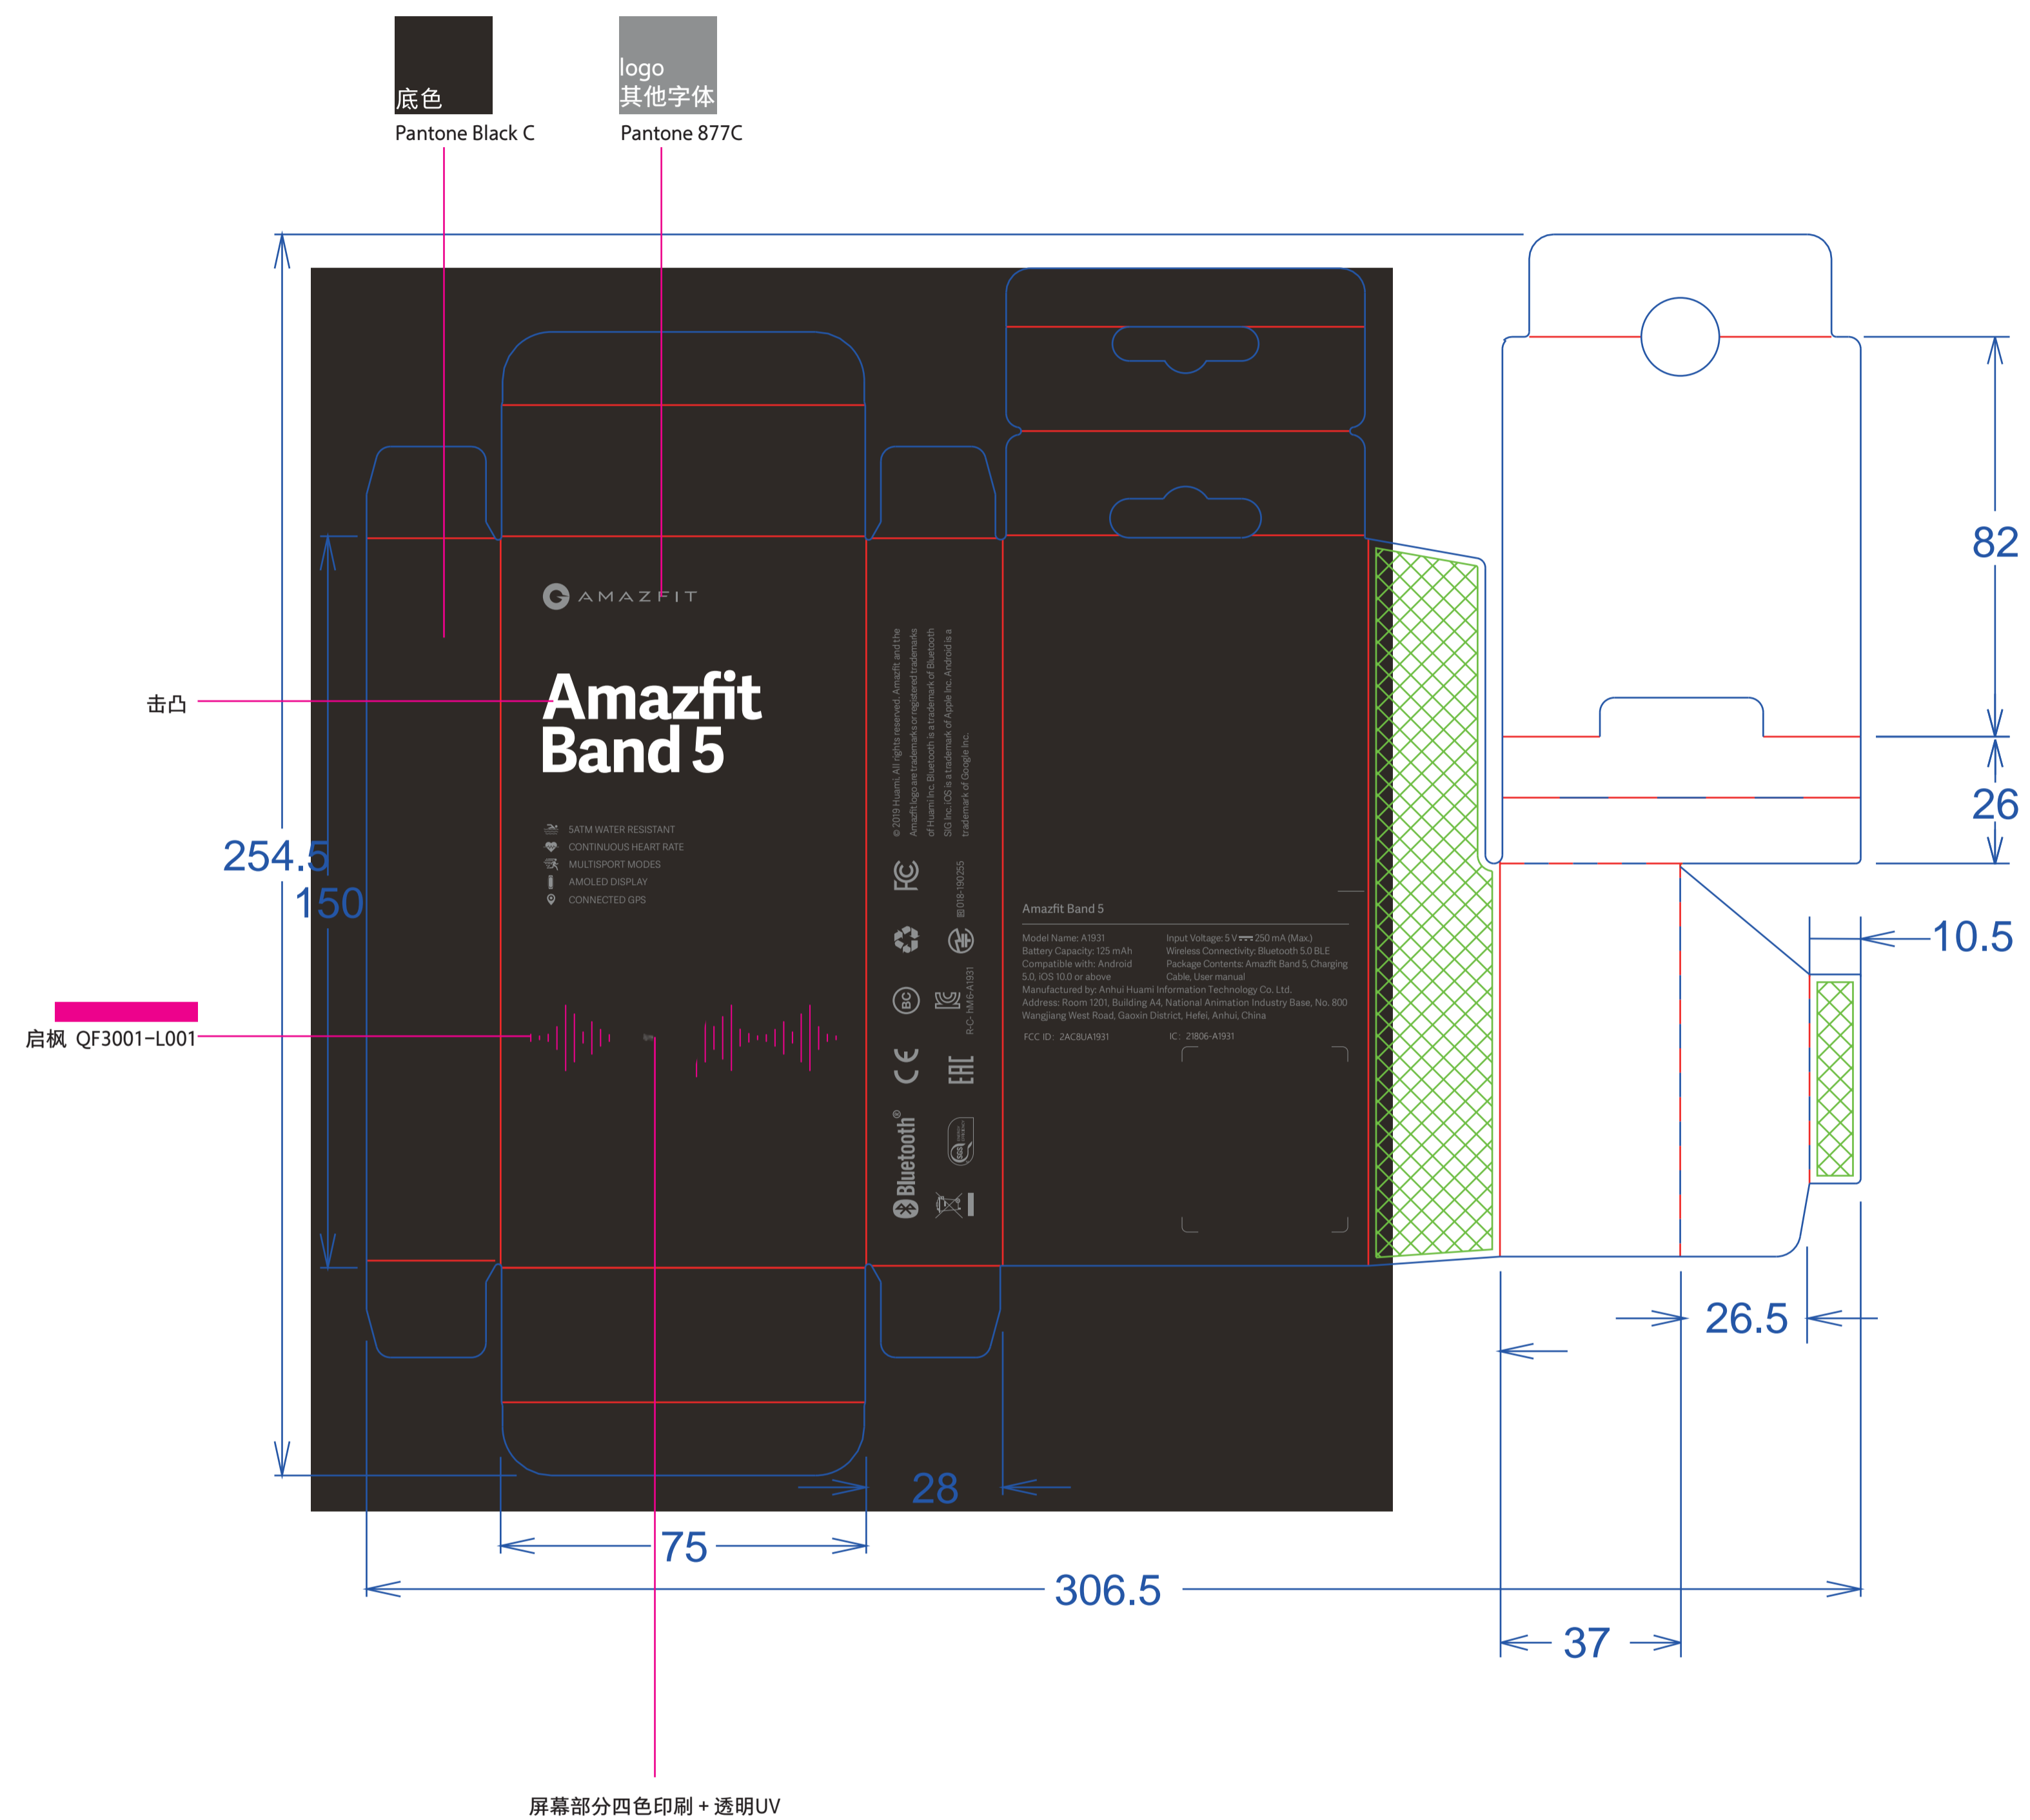 底色
logo
其他字体
Pantone Black C
Pantone 877C
击凸
启枫 QF3001-L001
屏幕部分四色印刷 + 透明UV
AMAZFIT
Amazfit
Band 5
5ATM WATER RESISTANT
CONTINUOUS HEART RATE
MULTISPORT MODES
AMOLED DISPLAY
CONNECTED GPS
© 2019 Huami. All rights reserved. Amazfit and the
Amazfit logo are trademarks or registered trademarks
of Huami Inc. Bluetooth is a trademark of Bluetooth
SIG Inc. iOS is a trademark of Apple Inc. Android is a
trademark of Google Inc.
FC
018-190255
BC
R-C- hM6-A1931
CE
EAC
Bluetooth®
SGS
Amazfit Band 5
Model Name: A1931
Battery Capacity: 125 mAh
Compatible with: Android
5.0, iOS 10.0 or above
Input Voltage: 5 V 250 mA (Max.)
Wireless Connectivity: Bluetooth 5.0 BLE
Package Contents: Amazfit Band 5, Charging
Cable, User manual
Manufactured by: Anhui Huami Information Technology Co. Ltd.
Address: Room 1201, Building A4, National Animation Industry Base, No. 800
Wangjiang West Road, Gaoxin District, Hefei, Anhui, China
FCC ID: 2AC8UA1931
IC: 21806-A1931
254.5
150
82
26
10.5
26.5
28
75
306.5
37